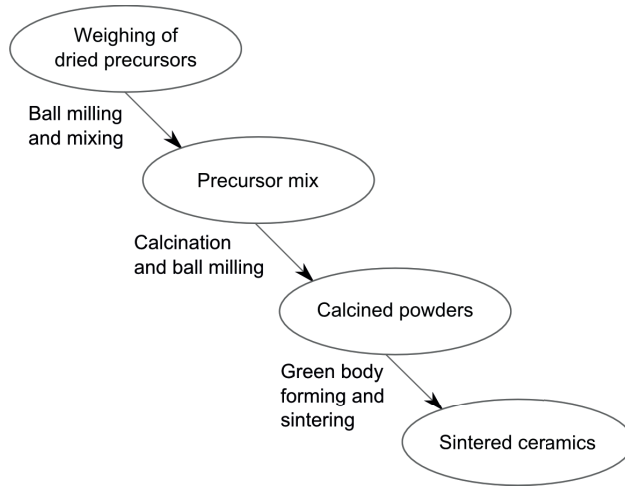 Weighing of
dried precursors
Ball milling
and mixing
Precursor mix
Calcination
and ball milling
Calcined powders
Green body
forming and
sintering
Sintered ceramics